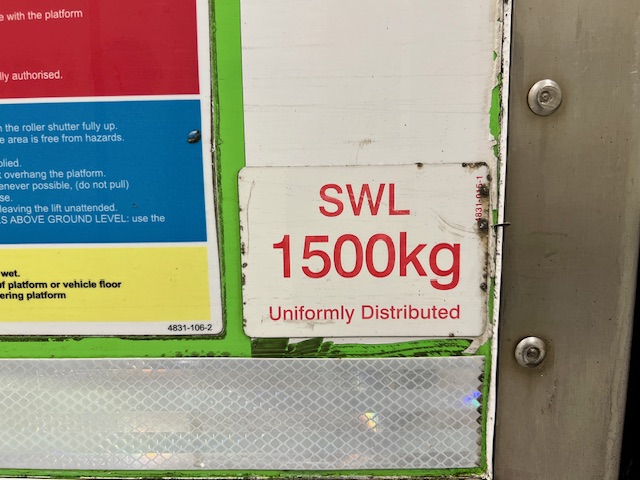 e with the platform
lly authorised.
n the roller shutter fully up.
e area is free from hazards.
plied.
overhang the platform.
enever possible, (do not pull)
se.
leaving the lift unattended.
S ABOVE GROUND LEVEL: use the
wet.
of platform or vehicle floor
ering platform
4831-106-2
SWL
1500kg
Uniformly Distributed